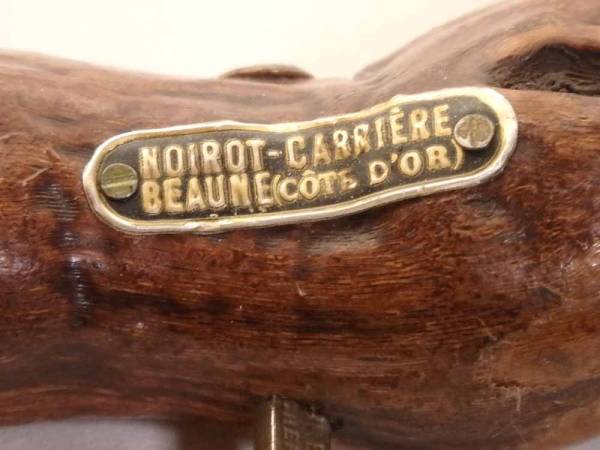 NOIROT-CARRIÈRE
BEAUNE (CÔTE D'OR)